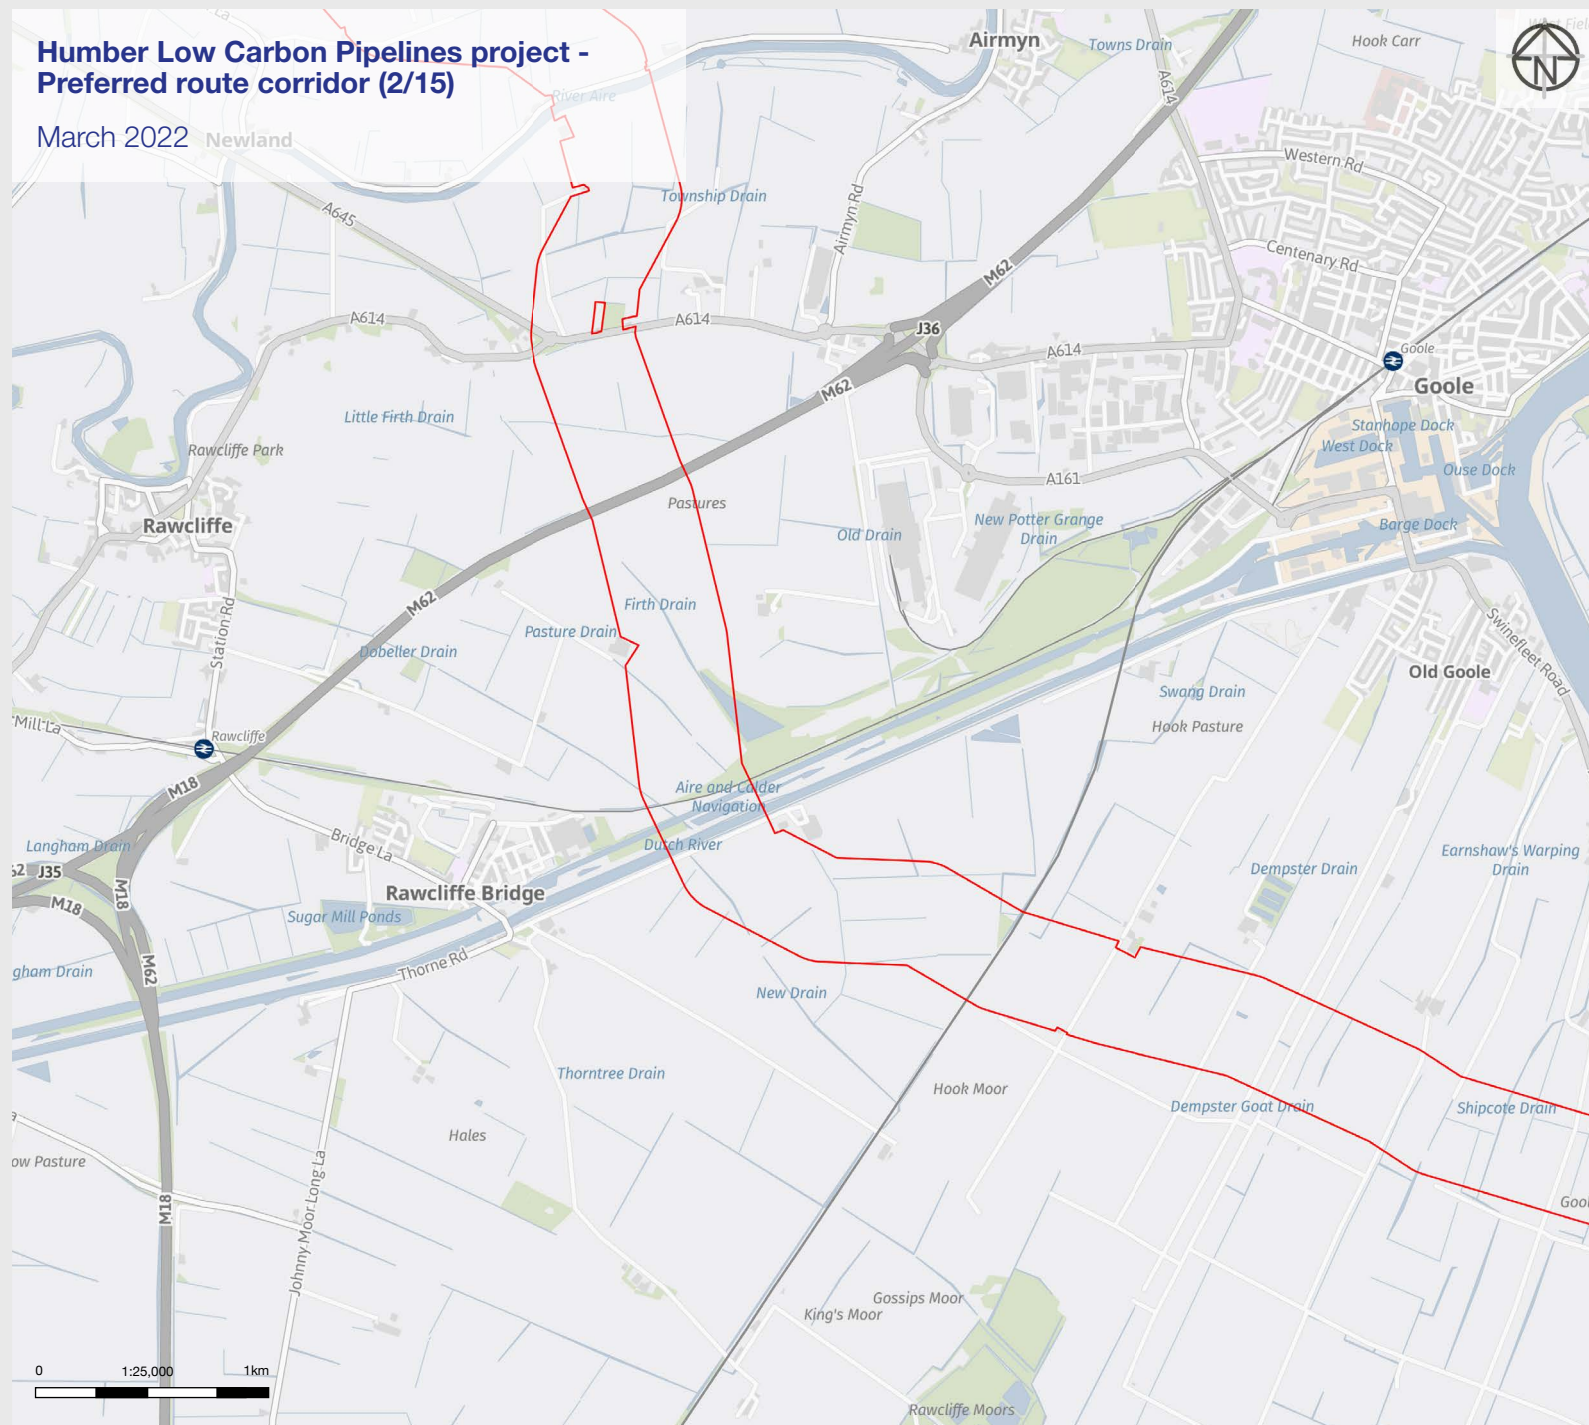 Humber Low Carbon Pipelines project -
Preferred route corridor (2/15)
March 2022
Newland
River Aire
Airmyn
Towns Drain
A614
Hook Carr
N
Western Rd
Township Drain
A645
Airmyn Rd
M62
Centenary Rd
A614
A614
J36
A614
Goole
Goole
M62
Little Firth Drain
Rawcliffe Park
Stanhope Dock
West Dock
Ouse Dock
A161
Pastures
Rawcliffe
Old Drain
New Potter Grange
Drain
Barge Dock
M62
Firth Drain
Pasture Drain
Station Rd
Dobeller Drain
Swinefleet Road
Old Goole
Swang Drain
Hook Pasture
Mill La
Rawcliffe
M18
Aire and Calder
Navigation
Dutch River
Bridge La
Langham Drain
J35
M18
M18
Rawcliffe Bridge
Sugar Mill Ponds
Dempster Drain
Earnshaw's Warping
Drain
gham Drain
M62
Thorne Rd
New Drain
Thorntree Drain
Hook Moor
Dempster Goat Drain
Shipcote Drain
Hales
ow Pasture
M18
Johnny Moor Long La
Gool
Gossips Moor
King's Moor
Rawcliffe Moors
0 1:25,000 1km